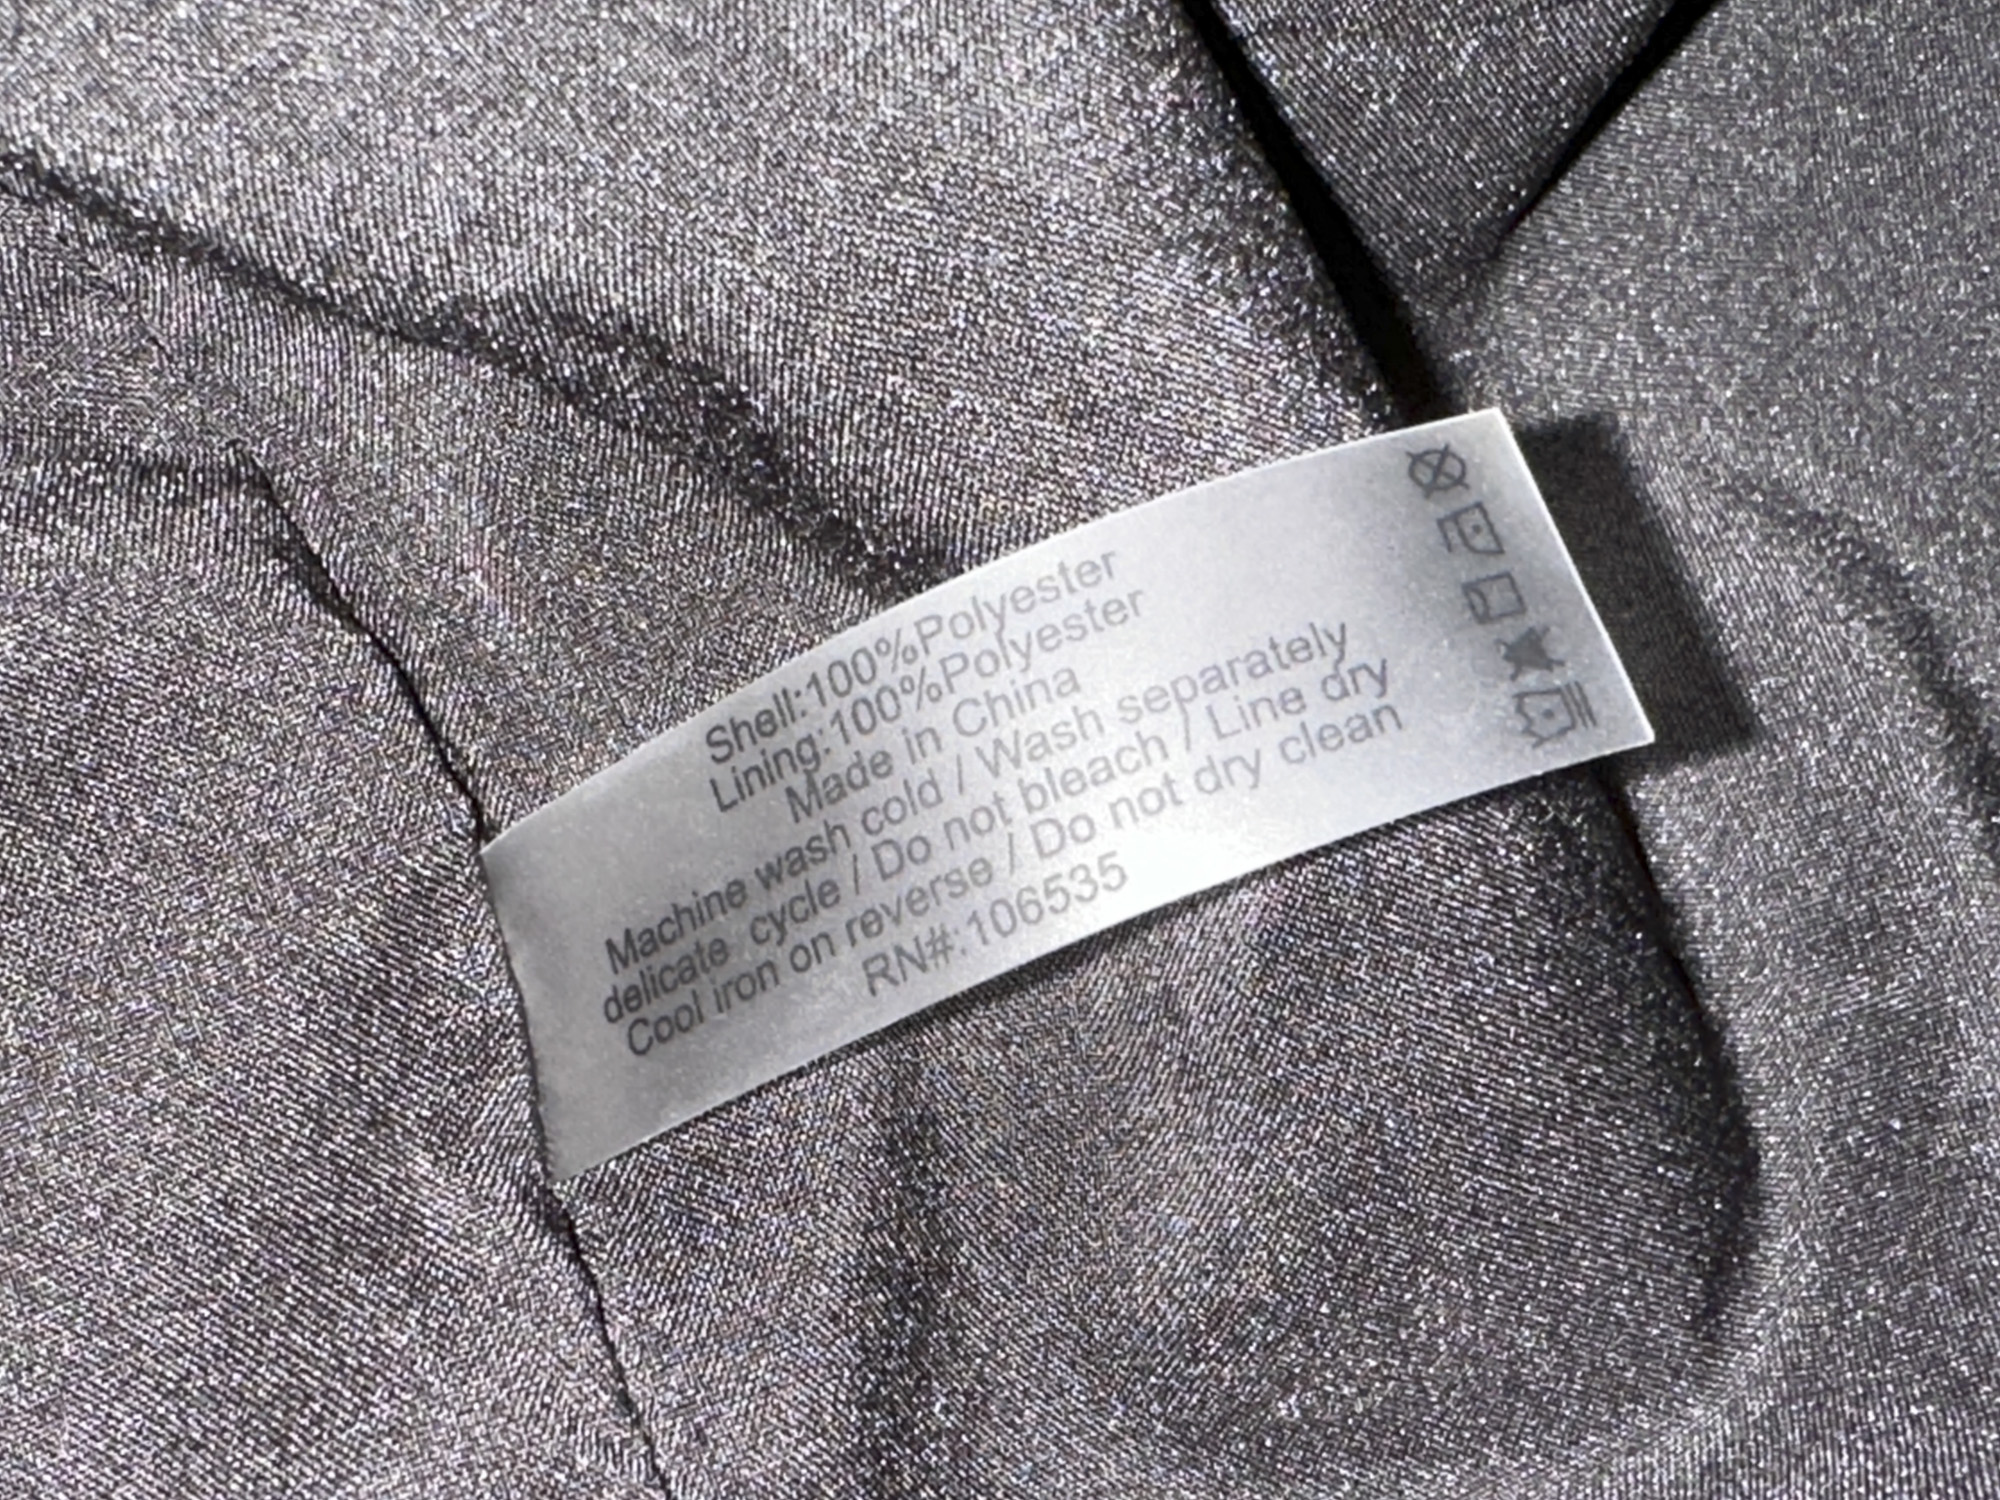 Shell:100%Polyester
Lining:100%Polyester
Made in China
Machine wash cold / Wash separately
delicate cycle / Do not bleach / Line dry
Cool iron on reverse / Do not dry clean
RN#:106535